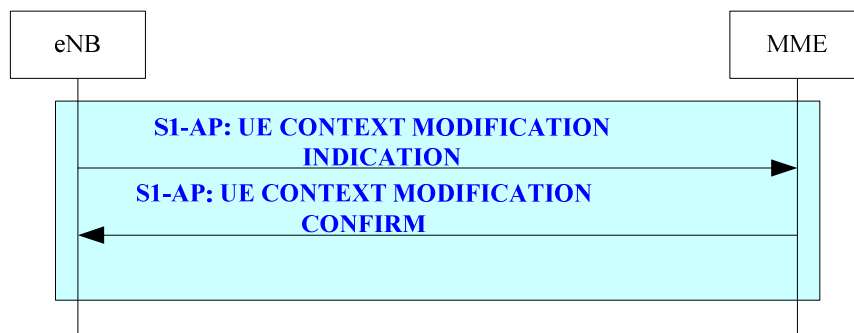 eNB
MME
S1-AP: UE CONTEXT MODIFICATION
INDICATION
S1-AP: UE CONTEXT MODIFICATION
CONFIRM